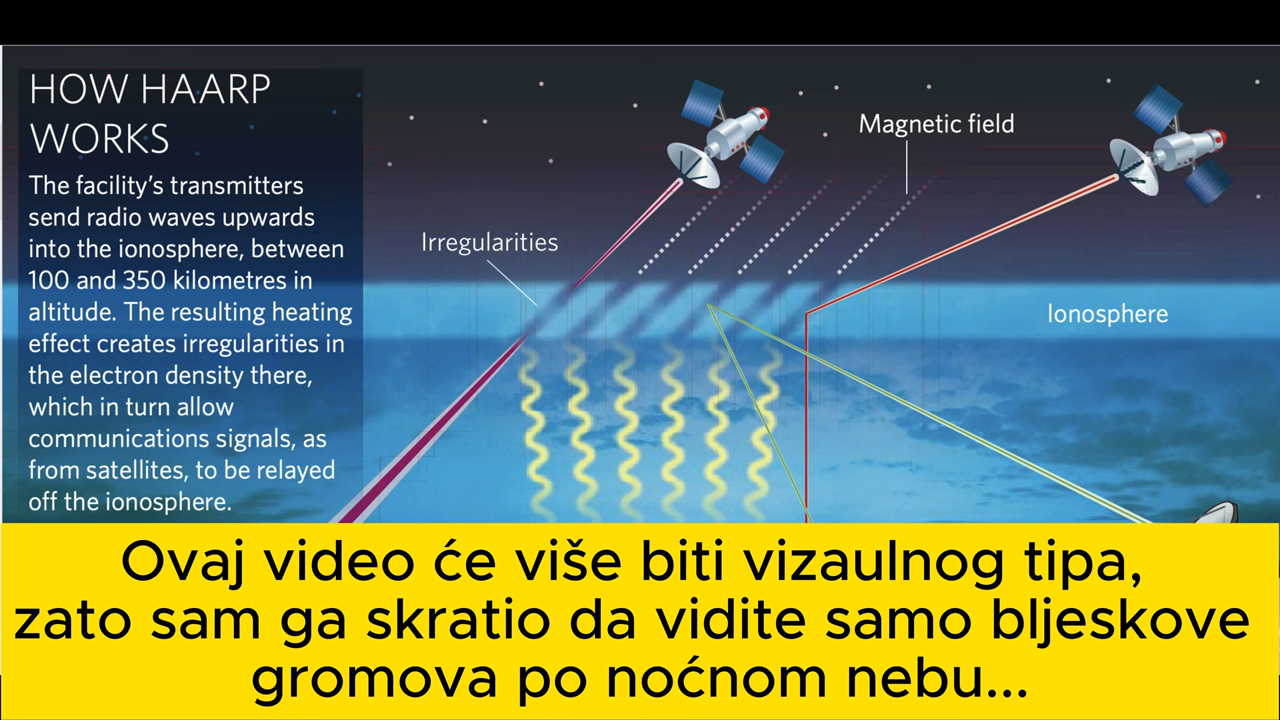 HOW HAARP
WORKS
The facility's transmitters
send radio waves upwards
into the ionosphere, between
100 and 350 kilometres in
altitude. The resulting heating
effect creates irregularities in
the electron density there,
which in turn allow
communications signals, as
from satellites, to be relayed
off the ionosphere.
Magnetic field
Irregularities
Ionosphere
Ovaj video će više biti vizaulnog tipa,
zato sam ga skratio da vidite samo bljeskove
gromova po noćnom nebu...